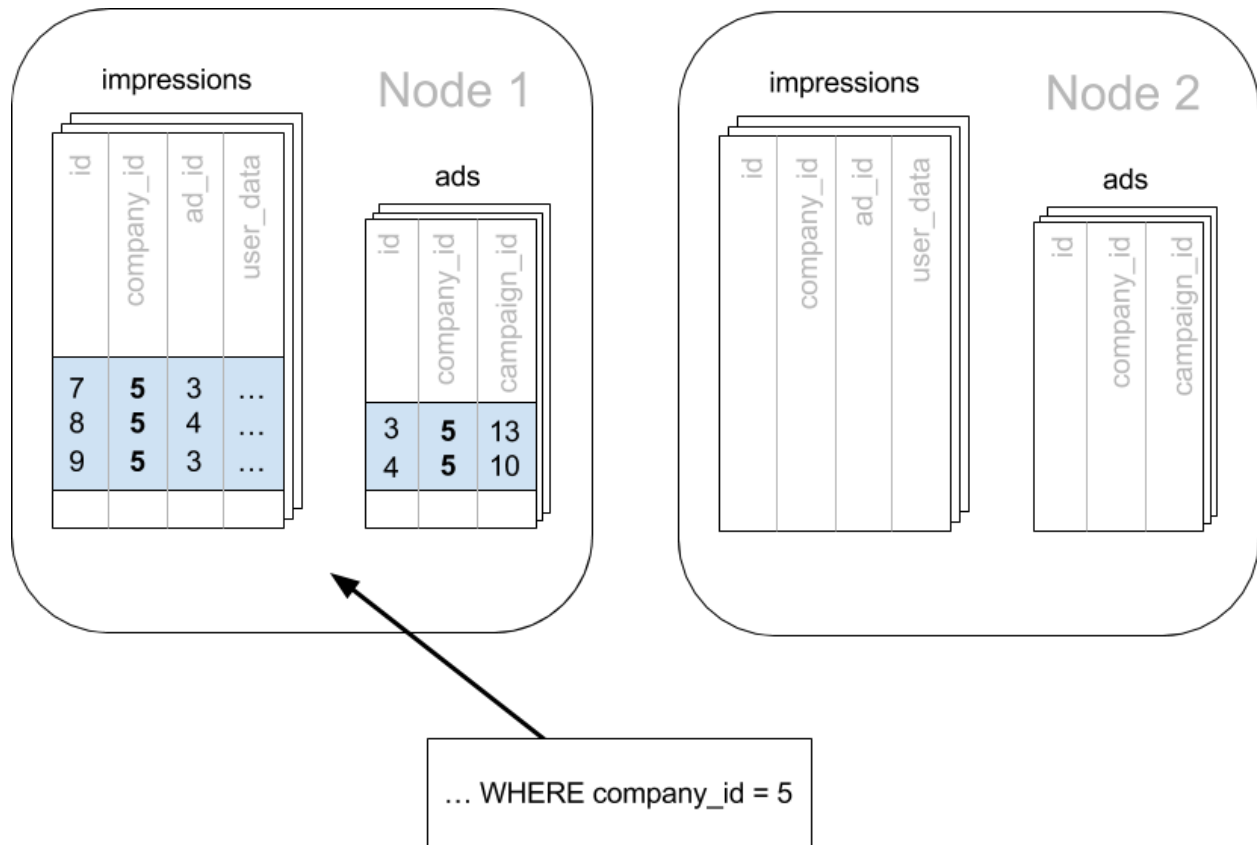 Node 1
impressions
id company_id ad_id user_data
7 5 3 …
8 5 4 …
9 5 3 …
ads
id company_id campaign_id
3 5 13
4 5 10
Node 2
impressions
id company_id ad_id user_data
ads
id company_id campaign_id
… WHERE company_id = 5